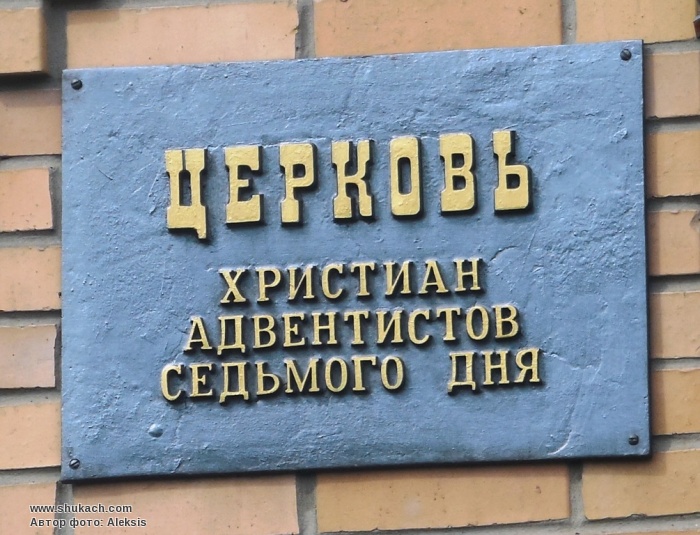 ЦЕРКОВЬ
ХРИСТИАН
АДВЕНТИСТОВ
СЕДЬМОГО ДНЯ
www.shukach.com
Автор фото: Aleksis